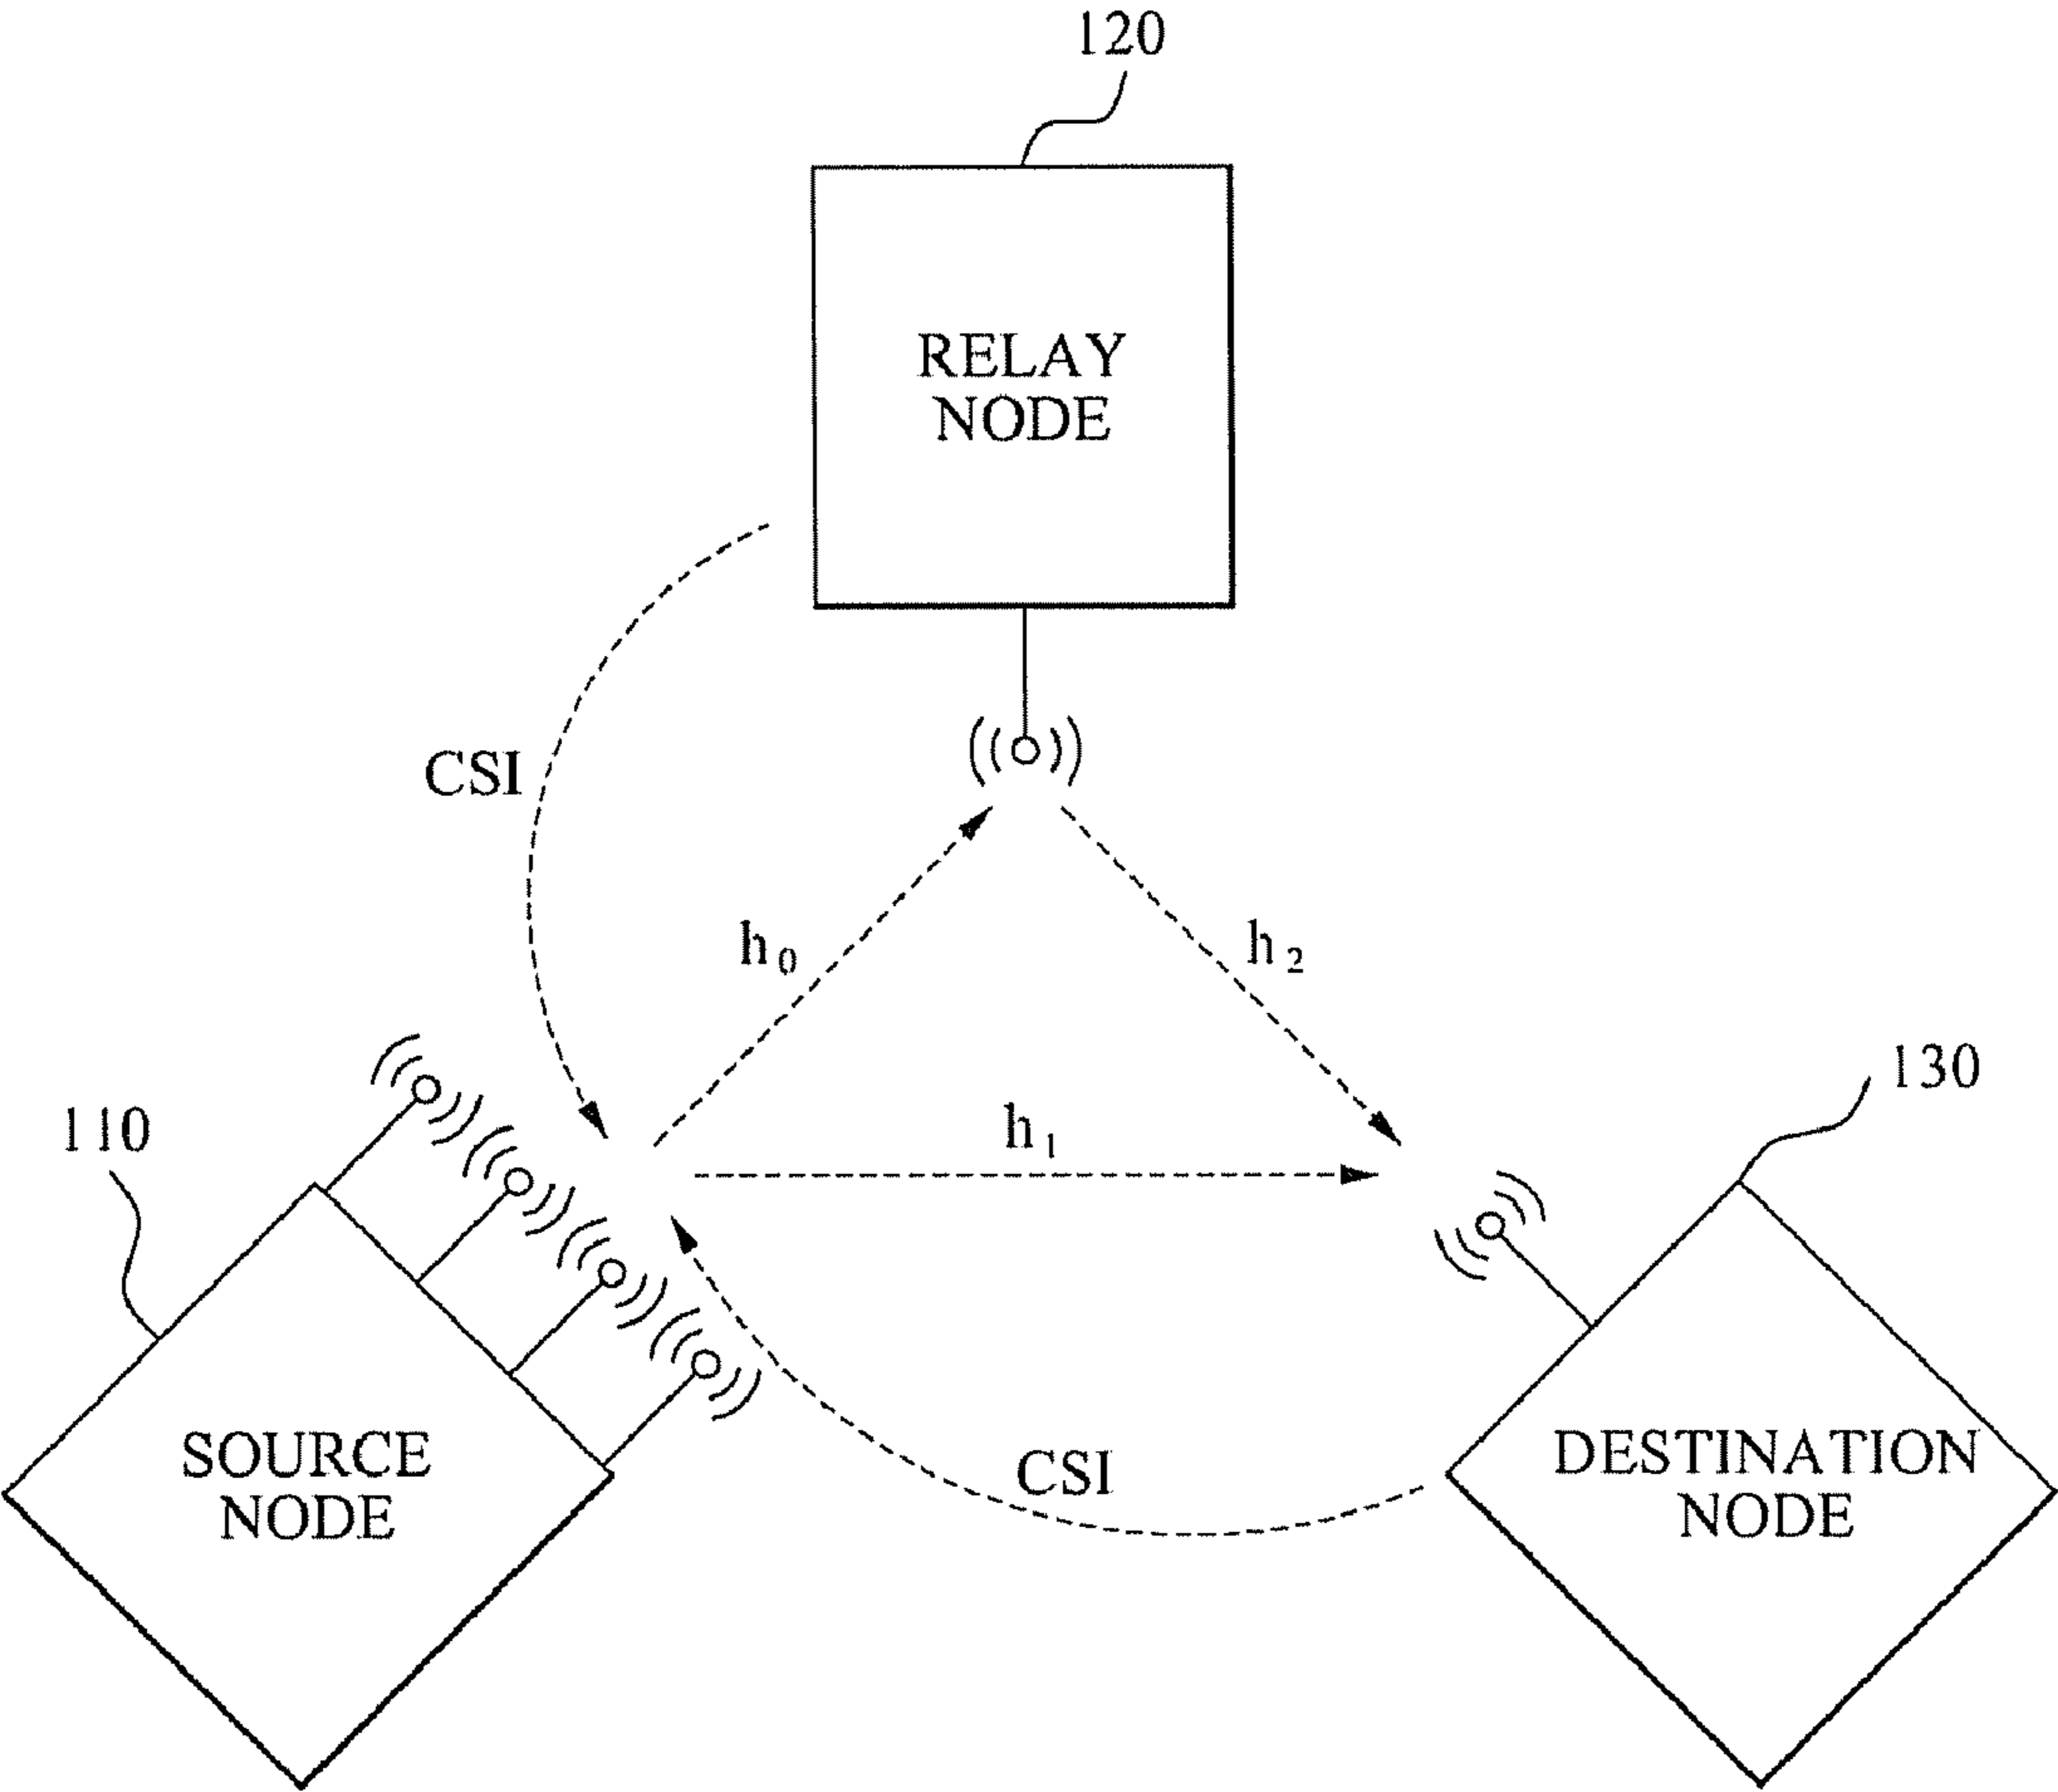 120
RELAY
NODE
CSI
h0
h2
130
110
h1
SOURCE
NODE
CSI
DESTINATION
NODE